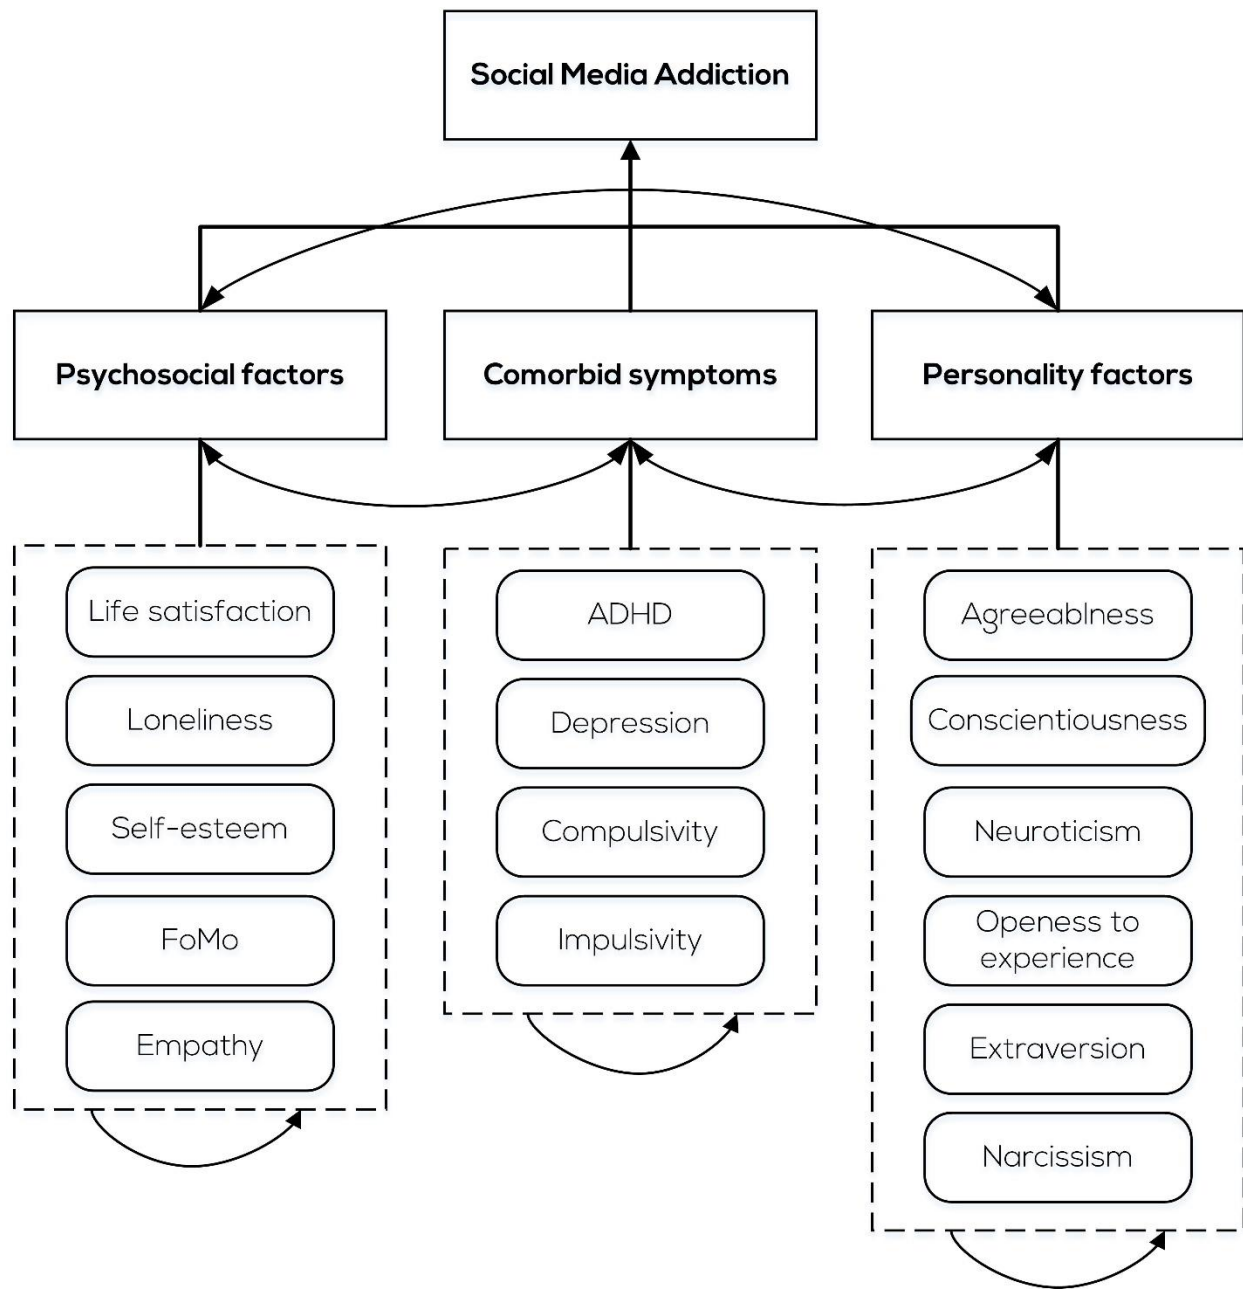 Social Media Addiction
Psychosocial factors
Comorbid symptoms
Personality factors
Life satisfaction
Loneliness
Self-esteem
FoMo
Empathy
ADHD
Depression
Compulsivity
Impulsivity
Agreeablness
Conscientiousness
Neuroticism
Openess to
experience
Extraversion
Narcissism